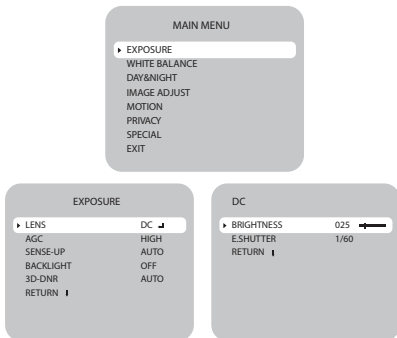 MAIN MENU
EXPOSURE
WHITE BALANCE
DAY&NIGHT
IMAGE ADJUST
MOTION
PRIVACY
SPECIAL
EXIT
EXPOSURE
LENS DC
AGC HIGH
SENSE-UP AUTO
BACKLIGHT OFF
3D-DNR AUTO
RETURN
DC
BRIGHTNESS 025
E.SHUTTER 1/60
RETURN